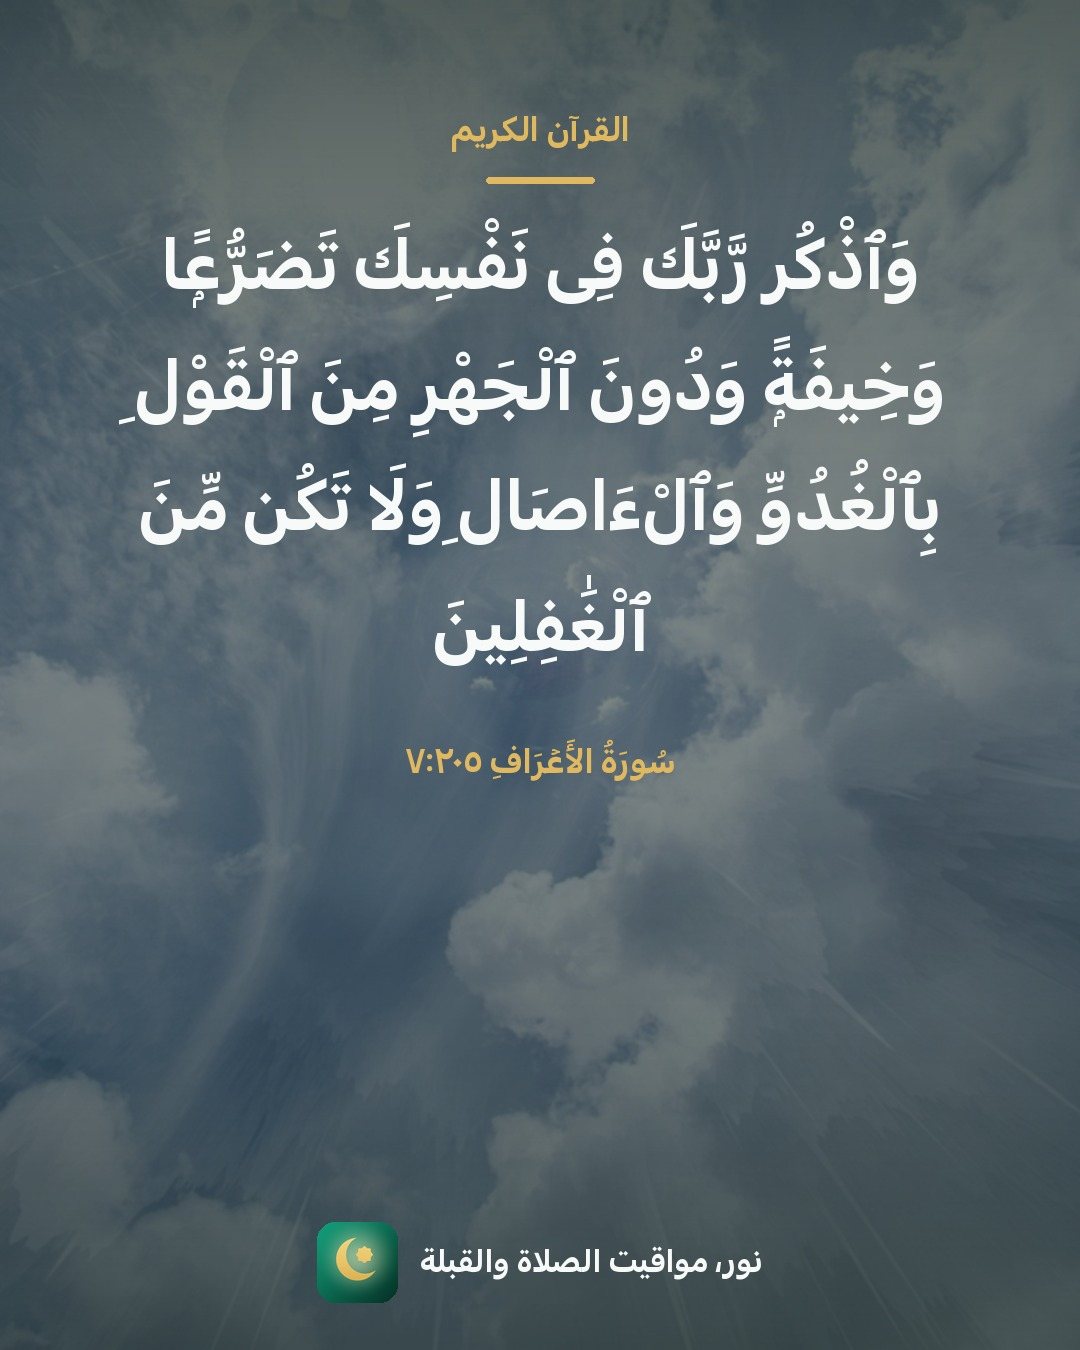 القرآن الكريم
وَٱذْكُر رَّبَّكَ فِى نَفْسِكَ تَضَرُّعًۭا
وَخِيفَةًۭ وَدُونَ ٱلْجَهْرِ مِنَ ٱلْقَوْلِ
بِٱلْغُدُوِّ وَٱلْـَٔاصَالِ وَلَا تَكُن مِّنَ
ٱلْغَٰفِلِينَ
سُورَةُ الأَعۡرَافِ ٧:٢٠٥
نور، مواقيت الصلاة والقبلة